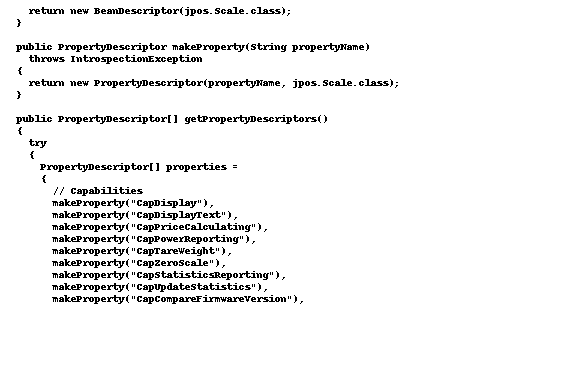 return new BeanDescriptor(jpos.Scale.class);
}
public PropertyDescriptor makeProperty(String propertyName)
throws IntrospectionException
{
return new PropertyDescriptor(propertyName, jpos.Scale.class);
}
public PropertyDescriptor[] getPropertyDescriptors()
{
try
{
PropertyDescriptor[] properties =
{
// Capabilities
makeProperty("CapDisplay"),
makeProperty("CapDisplayText"),
makeProperty("CapPriceCalculating"),
makeProperty("CapPowerReporting"),
makeProperty("CapTareWeight"),
makeProperty("CapZeroScale"),
makeProperty("CapStatisticsReporting"),
makeProperty("CapUpdateStatistics"),
makeProperty("CapCompareFirmwareVersion"),